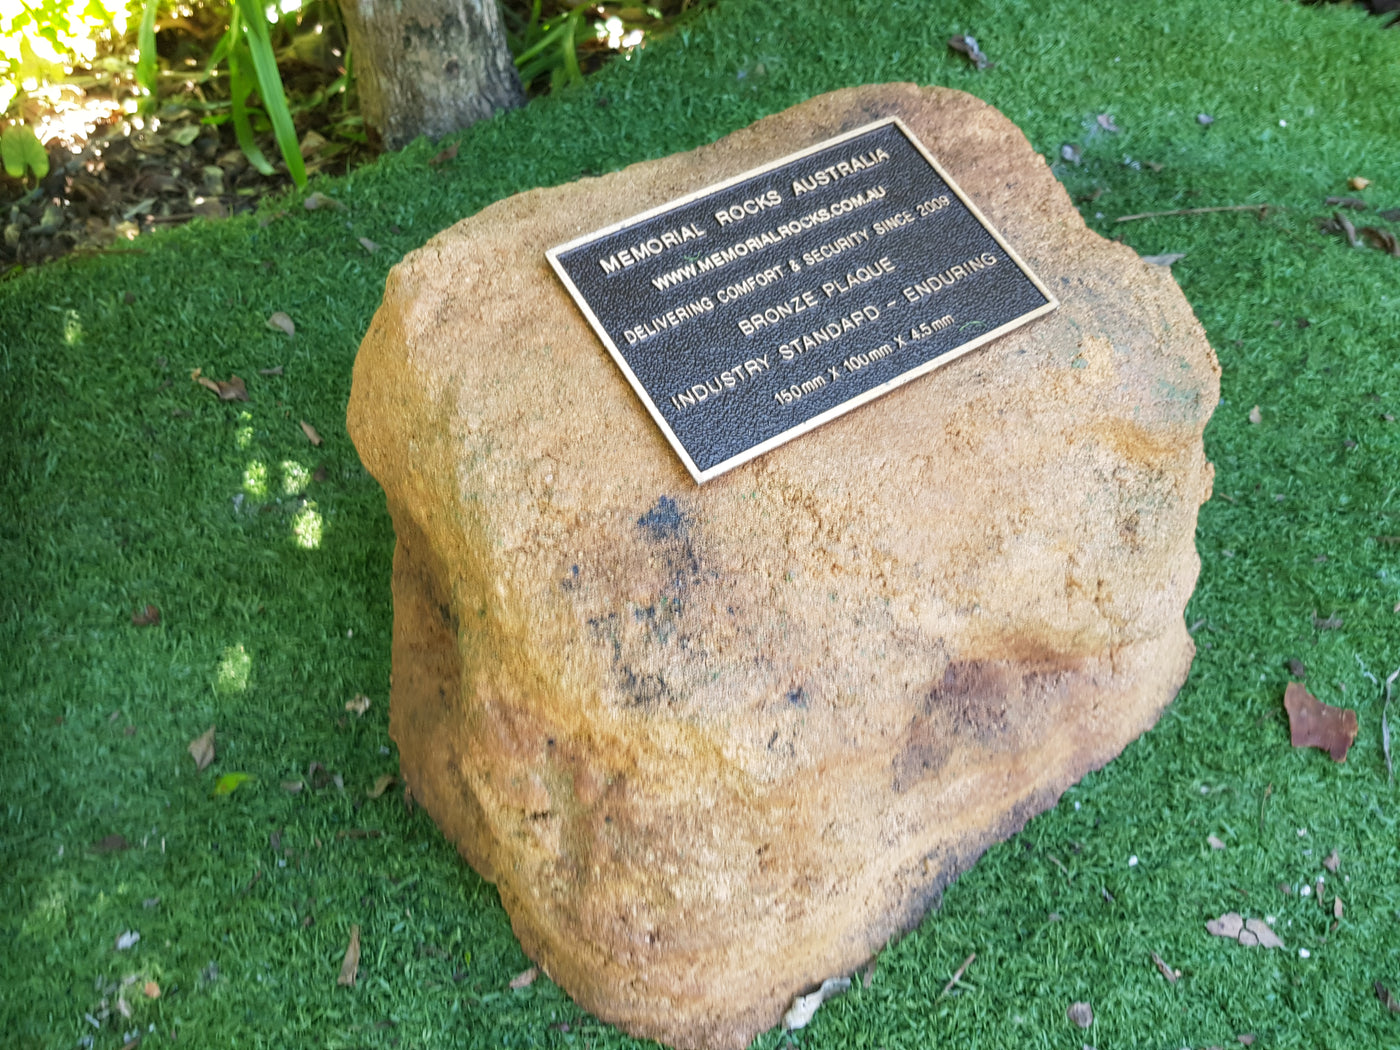 MEMORIAL ROCKS AUSTRALIA
WWW.MEMORIALROCKS.COM.AU
DELIVERING COMFORT & SECURITY SINCE 2009
BRONZE PLAQUE
INDUSTRY STANDARD - ENDURING
150mm X 100mm X 4.5mm